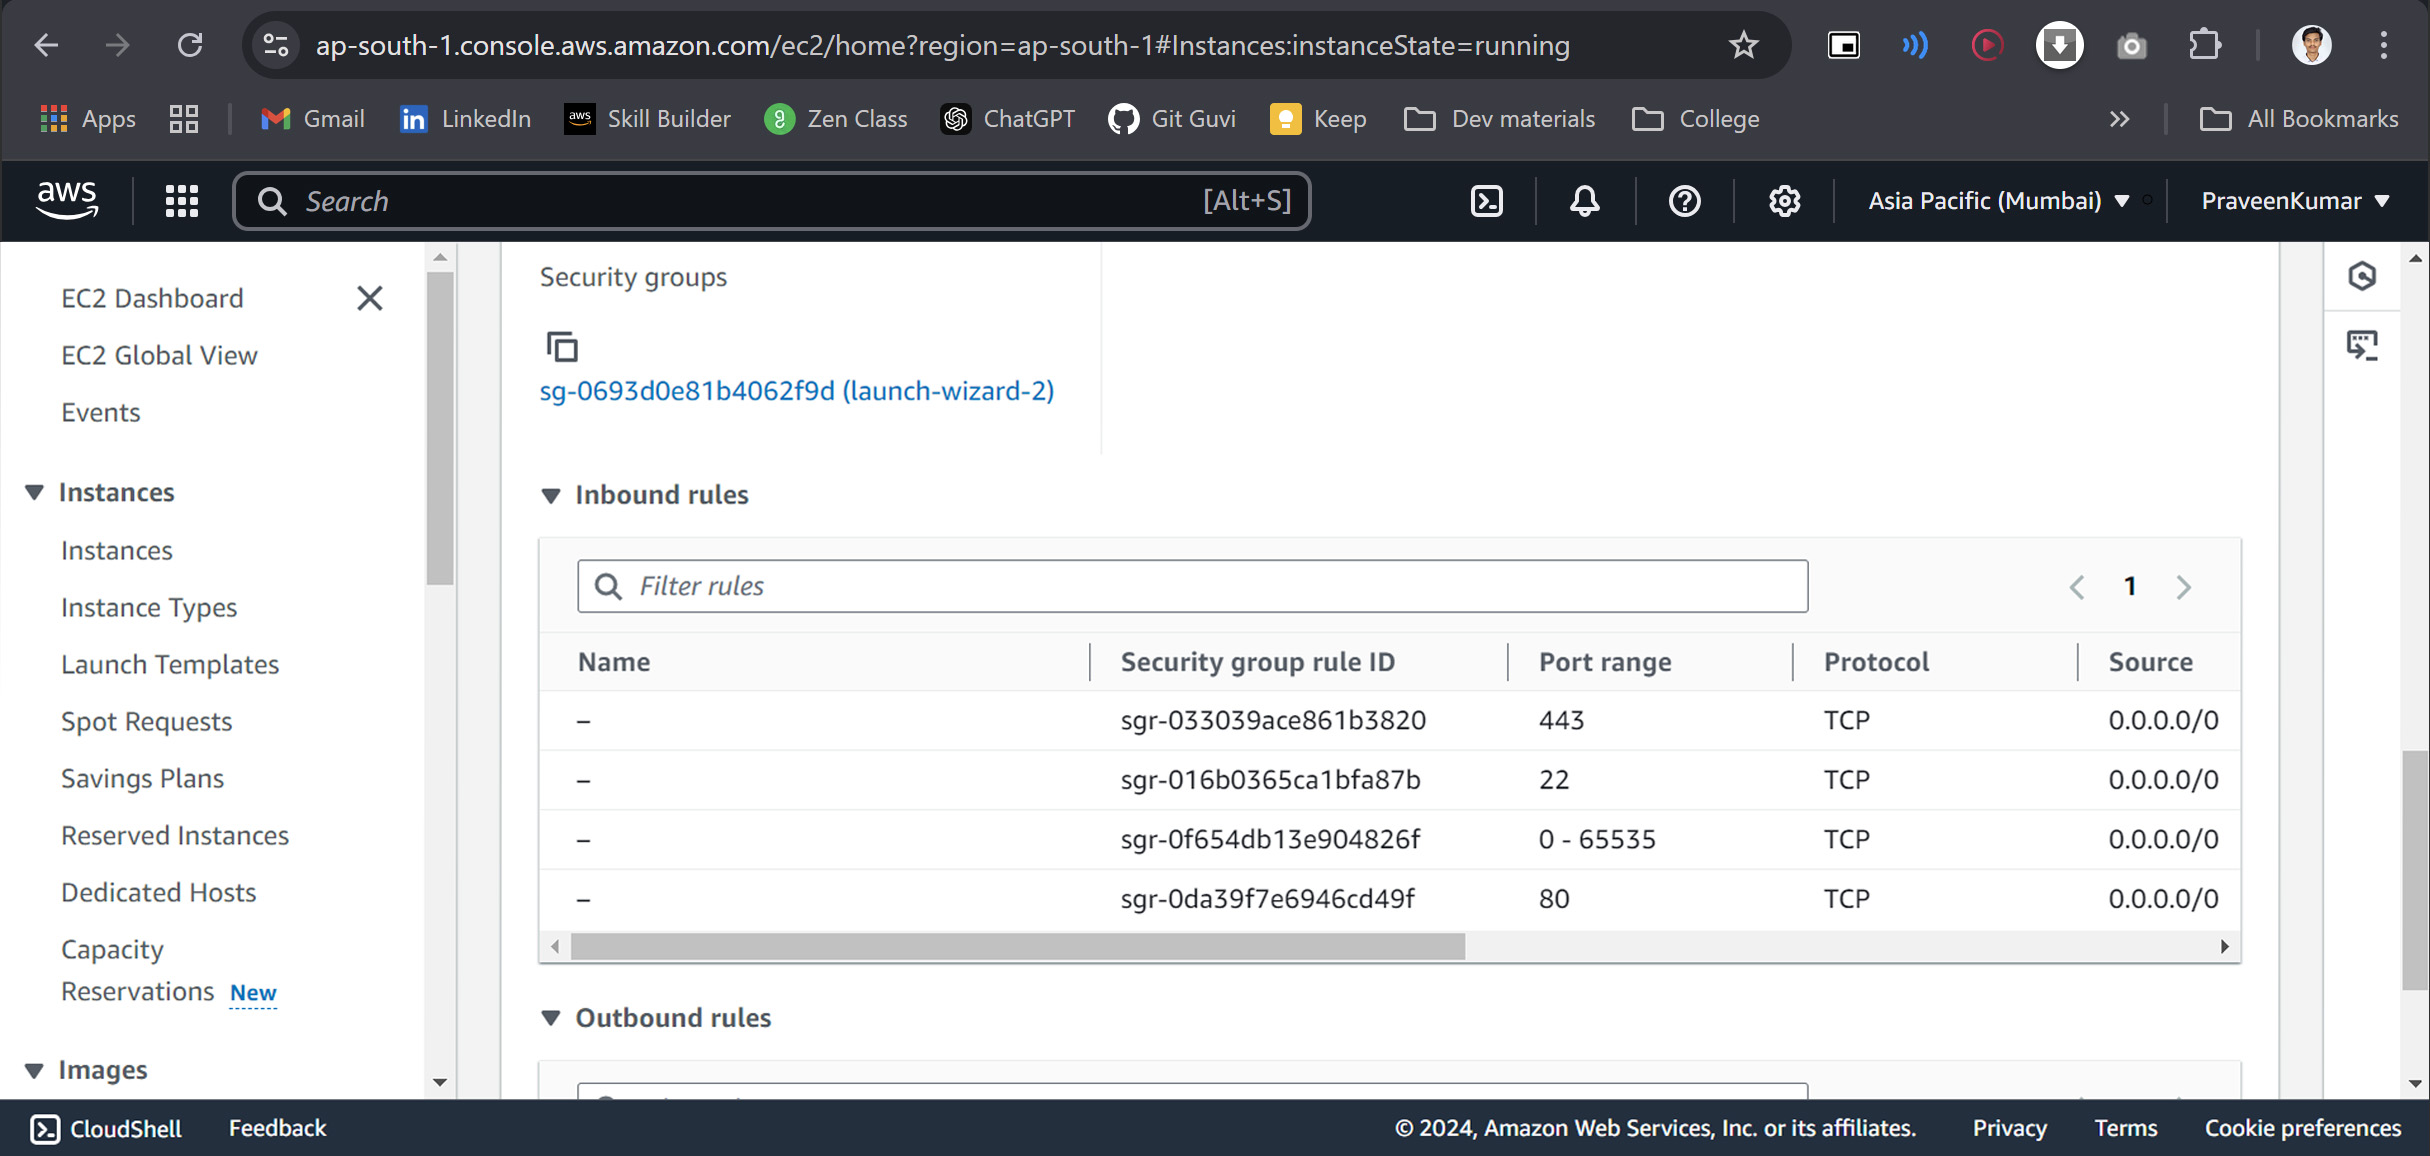 ap-south-1.console.aws.amazon.com/ec2/home?region=ap-south-1#Instances:instanceState=running
Apps Gmail LinkedIn aws Skill Builder Zen Class ChatGPT Git Guvi Keep Dev materials College All Bookmarks
aws Search [Alt+S] Asia Pacific (Mumbai) PraveenKumar
EC2 Dashboard
EC2 Global View
Events
Instances
Instances
Instance Types
Launch Templates
Spot Requests
Savings Plans
Reserved Instances
Dedicated Hosts
Capacity
Reservations New
Images
Security groups
sg-0693d0e81b4062f9d (launch-wizard-2)
Inbound rules
Filter rules 1
Name Security group rule ID Port range Protocol Source
– sgr-033039ace861b3820 443 TCP 0.0.0.0/0
– sgr-016b0365ca1bfa87b 22 TCP 0.0.0.0/0
– sgr-0f654db13e904826f 0 - 65535 TCP 0.0.0.0/0
– sgr-0da39f7e6946cd49f 80 TCP 0.0.0.0/0
Outbound rules
CloudShell Feedback © 2024, Amazon Web Services, Inc. or its affiliates. Privacy Terms Cookie preferences